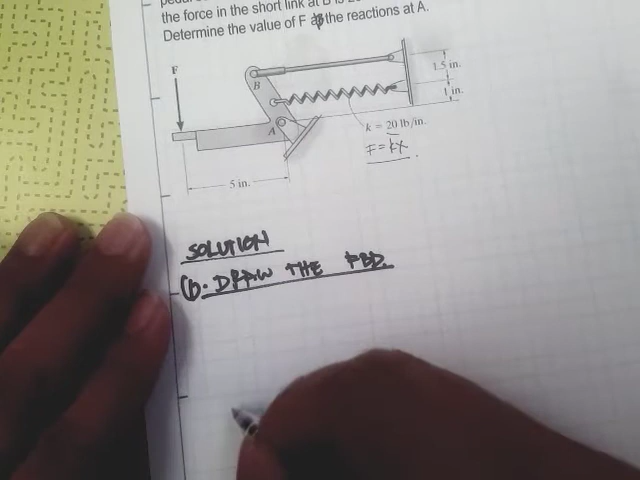 the force in the short link at B is
Determine the value of F the reactions at A.
F
B
1.5 in.
1 in.
A
k = 20 lb/in.
F=kx
5 in.
SOLUTION
DRAW THE FBD.